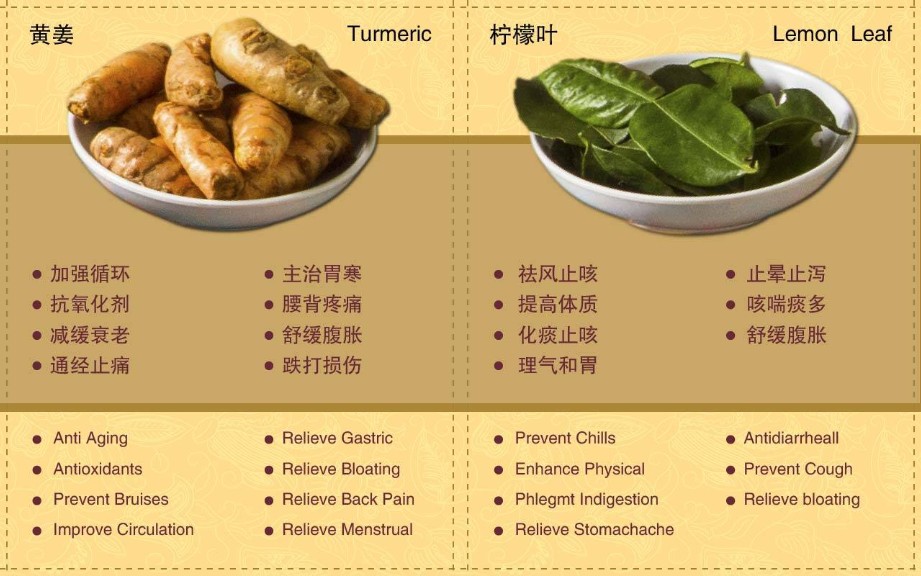 黄姜
Turmeric
加强循环
抗氧化剂
减缓衰老
通经止痛
主治胃寒
腰背疼痛
舒缓腹胀
跌打损伤
Anti Aging
Antioxidants
Prevent Bruises
Improve Circulation
Relieve Gastric
Relieve Bloating
Relieve Back Pain
Relieve Menstrual
柠檬叶
Lemon Leaf
祛风止咳
提高体质
化痰止咳
理气和胃
止晕止泻
咳喘痰多
舒缓腹胀
Prevent Chills
Enhance Physical
Phlegmt Indigestion
Relieve Stomachache
Antidiarrheall
Prevent Cough
Relieve bloating